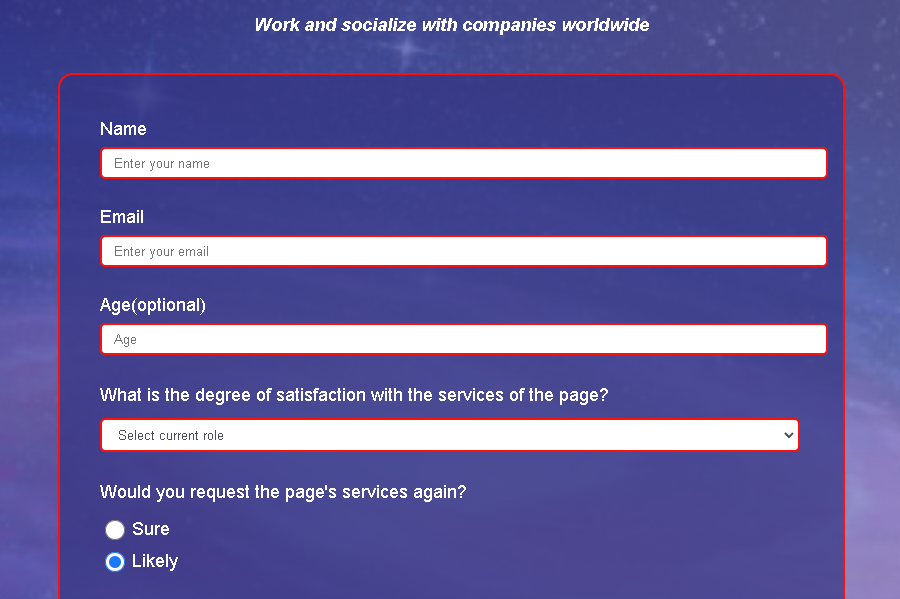 Work and socialize with companies worldwide
Name
Enter your name
Email
Enter your email
Age(optional)
Age
What is the degree of satisfaction with the services of the page?
Select current role
Would you request the page's services again?
Sure
Likely